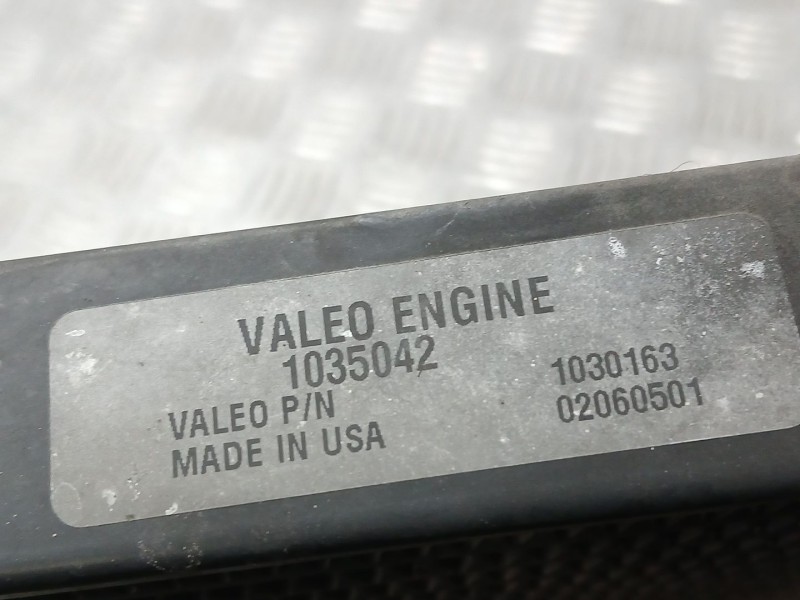 VALEO ENGINE
1035042
VALEO P/N 1030163
MADE IN USA 02060501